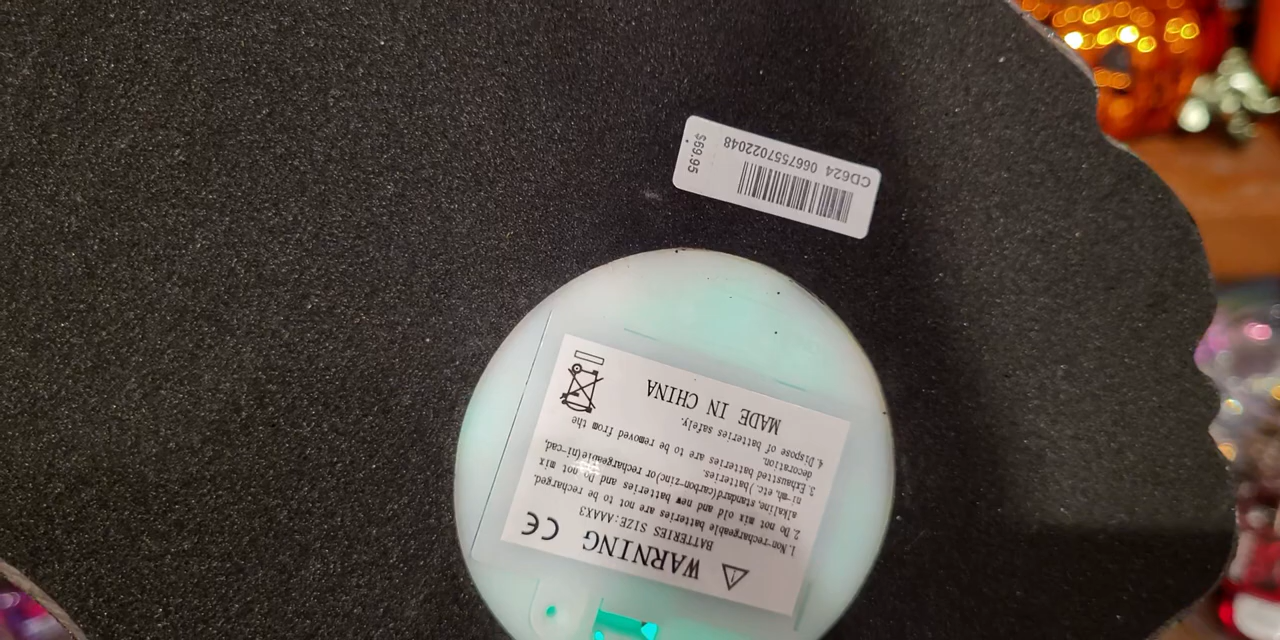 CD624 0667557022048
$69.95
WARNING
BATTERIES SIZE:AAAX3
CE
1. Non-rechargeable batteries are not to be recharged.
2. Do not mix old and new batteries and Do not mix
alkaline, standard(carbon-zinc)or rechargeable(ni-cad,
ni-mh, etc.)batteries.
3. Exhaustted batteries are to be removed from the
decoration.
4. Dispose of batteries safely.
MADE IN CHINA